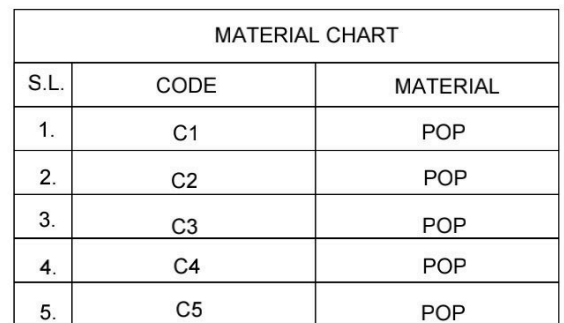 MATERIAL CHART
S.L. CODE MATERIAL
1. C1 POP
2. C2 POP
3. C3 POP
4. C4 POP
5. C5 POP